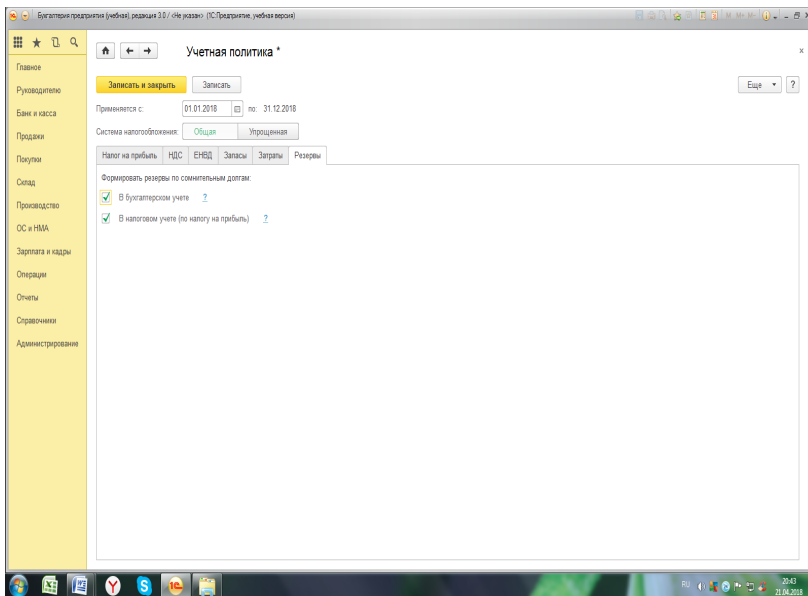 Бухгалтерия предприятия (учебная), редакция 3.0 / <Не указан> (1С:Предприятие, учебная версия)
M M+ M-
Учетная политика *
x
Главное
Руководителю
Банк и касса
Продажи
Покупки
Склад
Производство
ОС и НМА
Зарплата и кадры
Операции
Отчеты
Справочники
Администрирование
Записать и закрыть Записать Еще ?
Применяется с: 01.01.2018 по: 31.12.2018
Система налогообложения: Общая Упрощенная
Налог на прибыль НДС ЕНВД Запасы Затраты Резервы
Формировать резервы по сомнительным долгам:
В бухгалтерском учете ?
В налоговом учете (по налогу на прибыль) ?
RU 20:43
21.04.2018